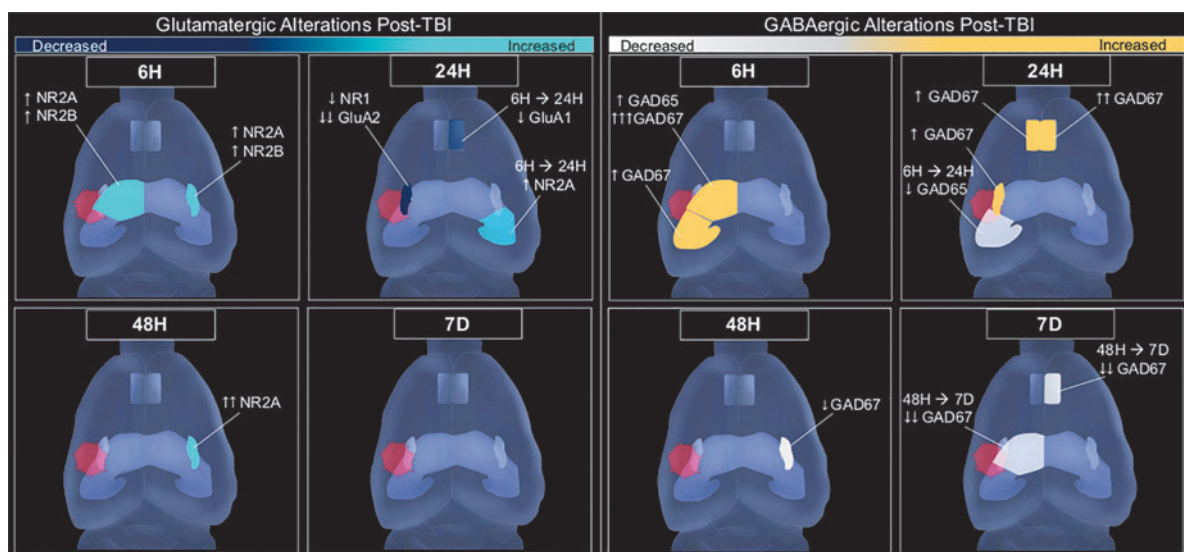 Glutamatergic Alterations Post-TBI
Decreased
Increased
6H
↑ NR2A
↑ NR2B
↑ NR2A
↑ NR2B
24H
↓ NR1
↓↓ GluA2
6H → 24H
↓ GluA1
6H → 24H
↑ NR2A
48H
↑↑ NR2A
7D
GABAergic Alterations Post-TBI
Decreased
Increased
6H
↑ GAD65
↑↑↑GAD67
↑ GAD67
24H
↑ GAD67
↑↑ GAD67
↑ GAD67
6H → 24H
↓ GAD65
48H
↓GAD67
7D
48H → 7D
↓↓ GAD67
48H → 7D
↓↓ GAD67